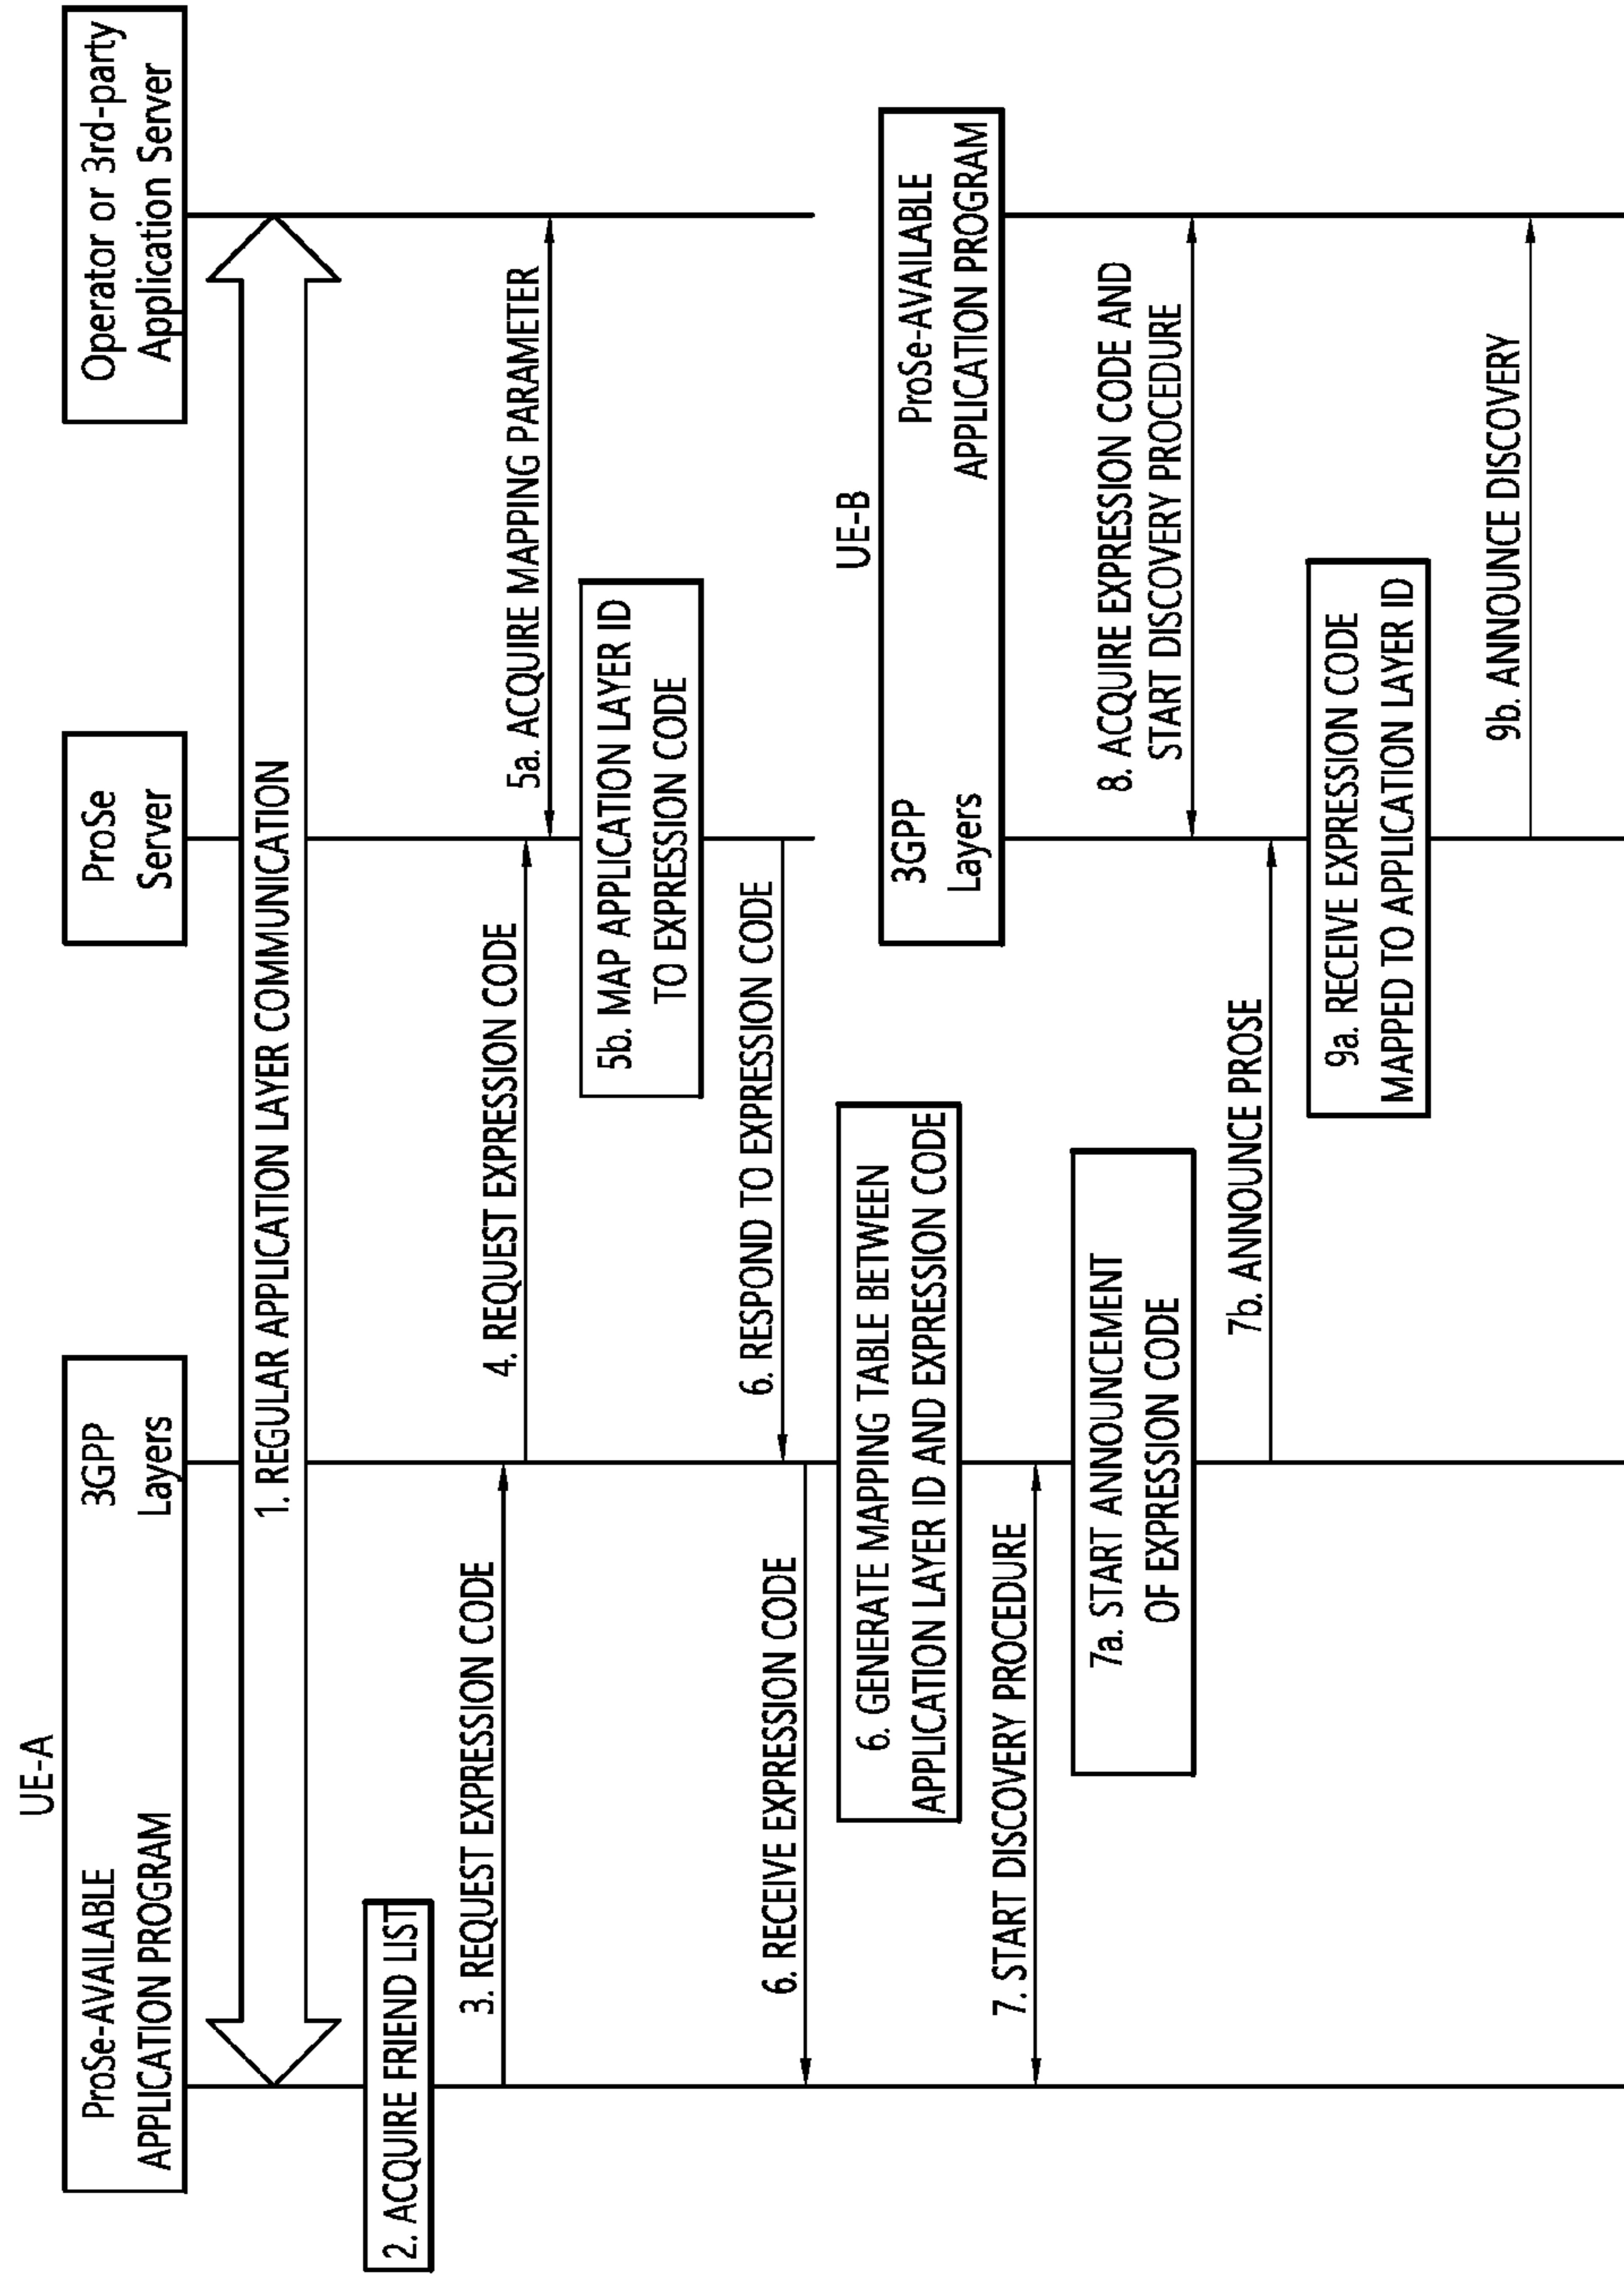 UE-A
ProSe-AVAILABLE
APPLICATION PROGRAM
3GPP
Layers
ProSe
Server
Operator or 3rd-party
Application Server
1. REGULAR APPLICATION LAYER COMMUNICATION
2. ACQUIRE FRIEND LIST
3. REQUEST EXPRESSION CODE
4. REQUEST EXPRESSION CODE
5a. ACQUIRE MAPPING PARAMETER
5b. MAP APPLICATION LAYER ID
TO EXPRESSION CODE
6. RESPOND TO EXPRESSION CODE
6. RECEIVE EXPRESSION CODE
6. GENERATE MAPPING TABLE BETWEEN
APPLICATION LAYER ID AND EXPRESSION CODE
UE-B
3GPP
Layers
ProSe-AVAILABLE
APPLICATION PROGRAM
7. START DISCOVERY PROCEDURE
7a. START ANNOUNCEMENT
OF EXPRESSION CODE
8. ACQUIRE EXPRESSION CODE AND
START DISCOVERY PROCEDURE
7b. ANNOUNCE PROSE
9a. RECEIVE EXPRESSION CODE
MAPPED TO APPLICATION LAYER ID
9b. ANNOUNCE DISCOVERY